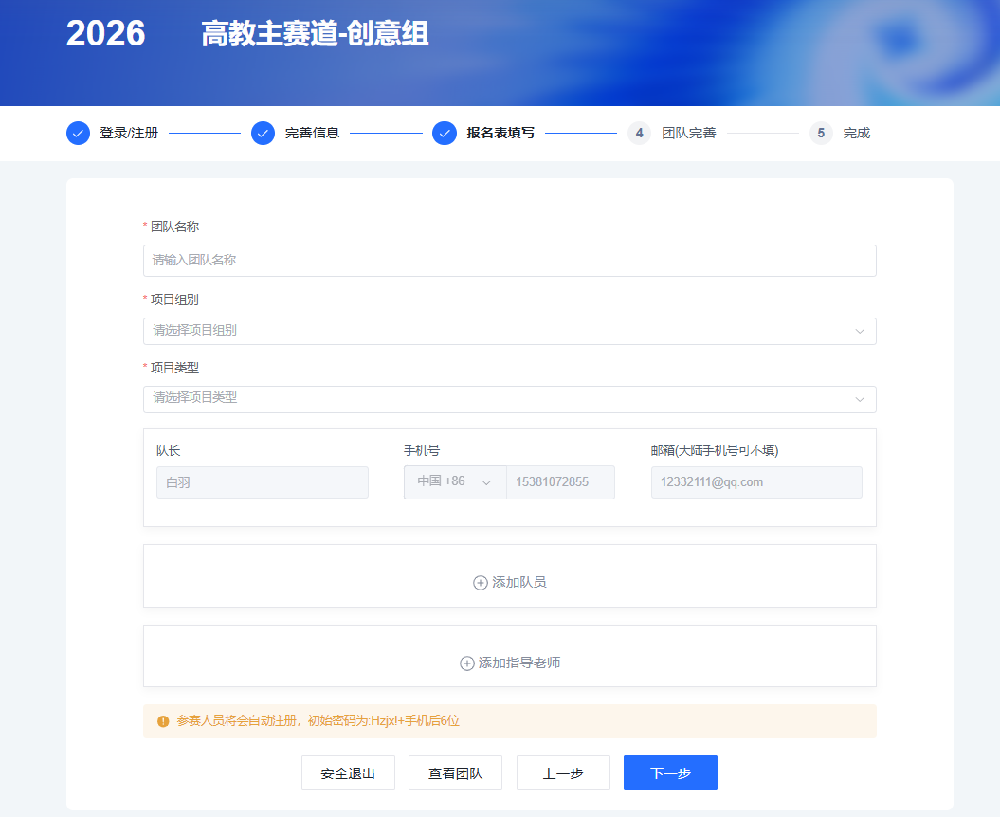 2026 高教主赛道-创意组
登录/注册 完善信息 报名表填写 4 团队完善 5 完成
* 团队名称
请输入团队名称
* 项目组别
请选择项目组别
* 项目类型
请选择项目类型
队长 手机号 邮箱(大陆手机号可不填)
白羽 中国 +86 15381072855 12332111@qq.com
添加队员
添加指导老师
参赛人员将会自动注册，初始密码为:Hzjx!+手机后6位
安全退出 查看团队 上一步 下一步